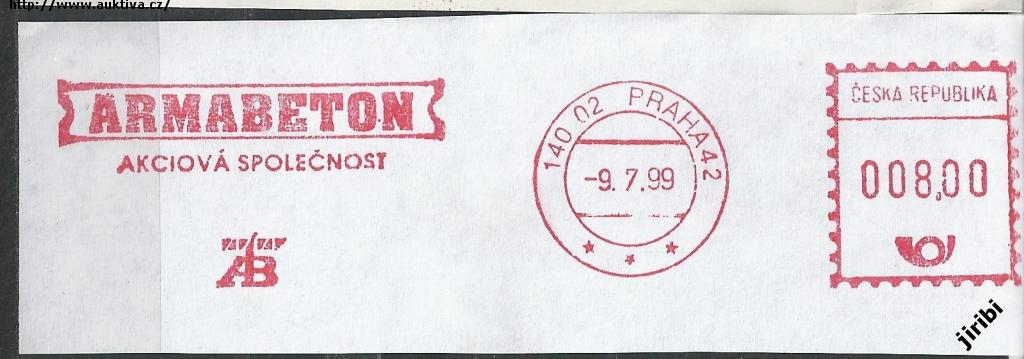 http://www.auktiva.cz/
ARMABETON
AKCIOVÁ SPOLEČNOST
AB
140 02 PRAHA 42
-9. 7.99
ČESKÁ REPUBLIKA
008,00
jiribi